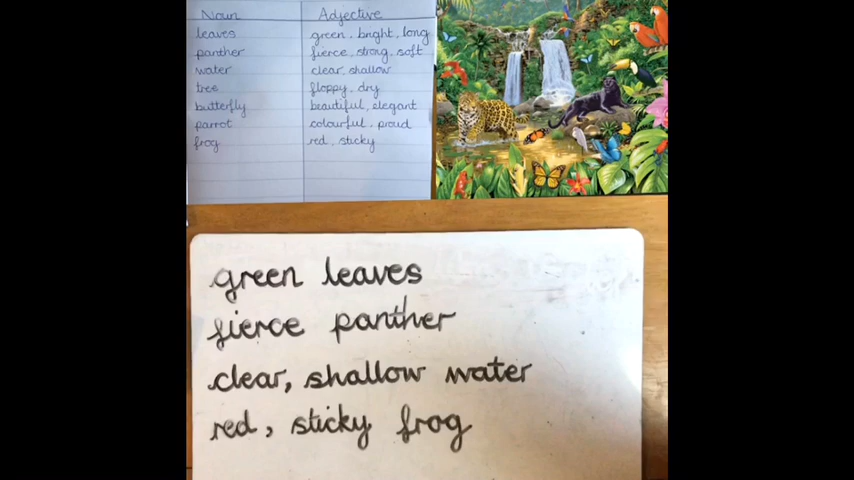 Noun Adjective
leaves green, bright, long
panther fierce, strong, soft
water clear, shallow
tree floppy, dry
butterfly beautiful, elegant
parrot colourful, proud
frog red, sticky
green leaves
fierce panther
clear, shallow water
red, sticky frog